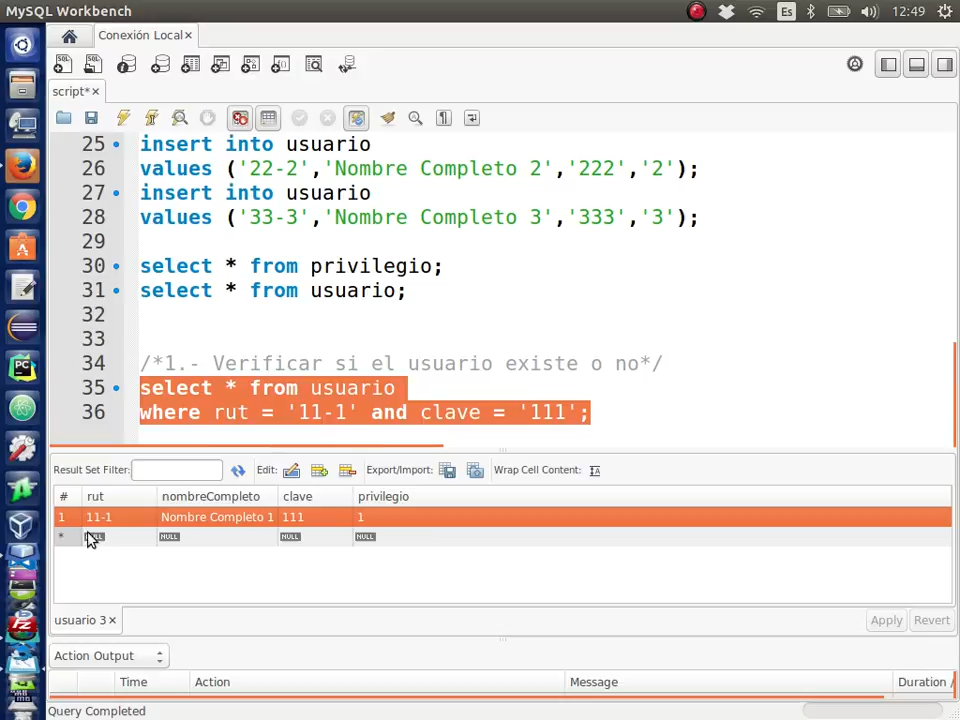 MySQL Workbench
Es
12:49
Conexión Local
script*
25 insert into usuario
26 values ('22-2','Nombre Completo 2','222','2');
27 insert into usuario
28 values ('33-3','Nombre Completo 3','333','3');
29
30 select * from privilegio;
31 select * from usuario;
32
33
34 /*1.- Verificar si el usuario existe o no*/
35 select * from usuario
36 where rut = '11-1' and clave = '111';
Result Set Filter: Edit: Export/Import: Wrap Cell Content:
# rut nombreCompleto clave privilegio
1 11-1 Nombre Completo 1 111 1
* NULL NULL NULL
usuario 3 Apply Revert
Action Output
Time Action Message Duration /
Query Completed